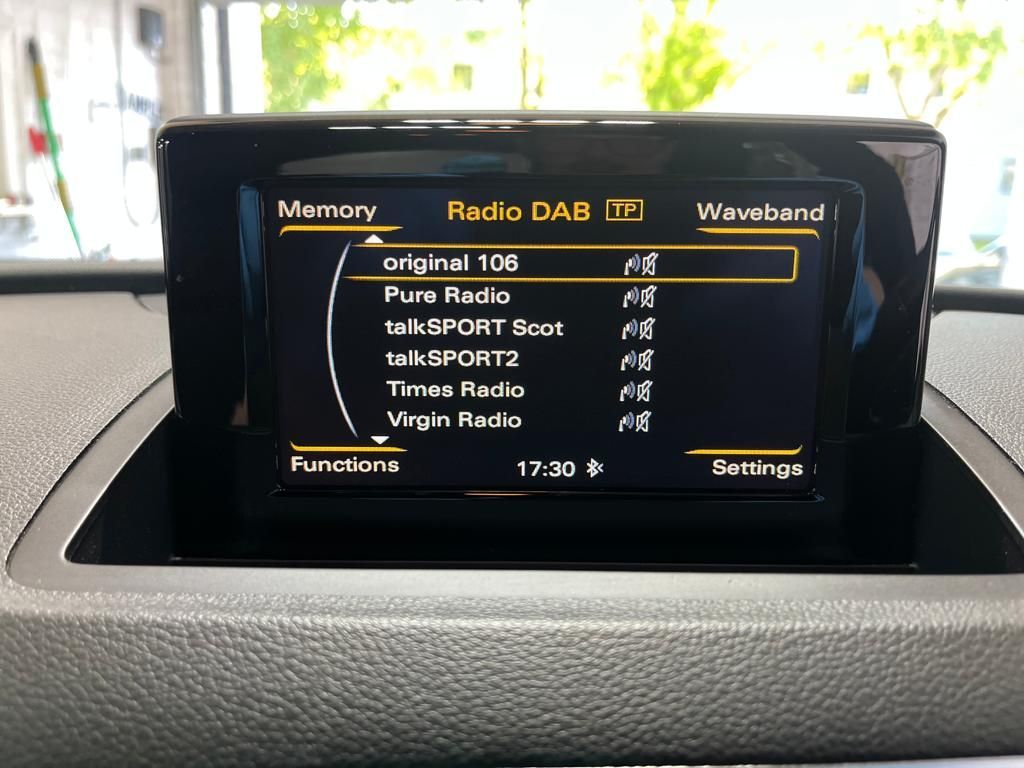 Memory Radio DAB TP Waveband
original 106
Pure Radio
talkSPORT Scot
talkSPORT2
Times Radio
Virgin Radio
Functions 17:30 Settings